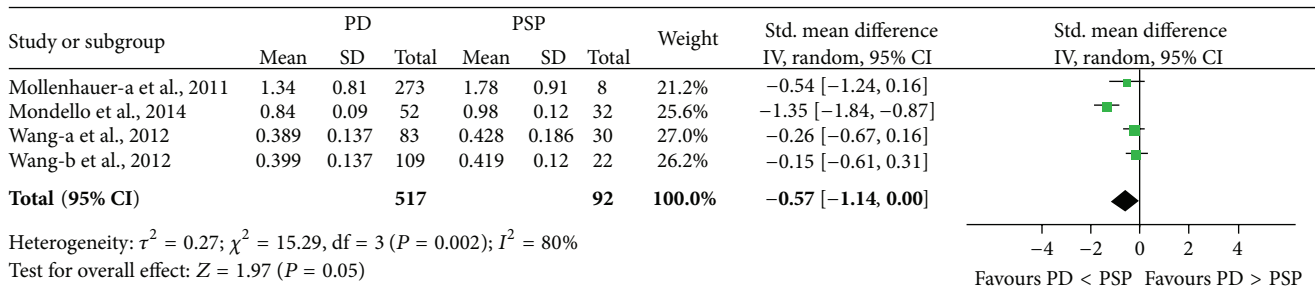 Study or subgroup PD PSP Weight Std. mean difference Std. mean difference
Mean SD Total Mean SD Total IV, random, 95% CI IV, random, 95% CI
Mollenhauer-a et al., 2011 1.34 0.81 273 1.78 0.91 8 21.2% −0.54 [−1.24, 0.16]
Mondello et al., 2014 0.84 0.09 52 0.98 0.12 32 25.6% −1.35 [−1.84, −0.87]
Wang-a et al., 2012 0.389 0.137 83 0.428 0.186 30 27.0% −0.26 [−0.67, 0.16]
Wang-b et al., 2012 0.399 0.137 109 0.419 0.12 22 26.2% −0.15 [−0.61, 0.31]
Total (95% CI) 517 92 100.0% −0.57 [−1.14, 0.00]
Heterogeneity: τ² = 0.27; χ² = 15.29, df = 3 (P = 0.002); I² = 80%
Test for overall effect: Z = 1.97 (P = 0.05)
−4 −2 0 2 4
Favours PD < PSP Favours PD > PSP